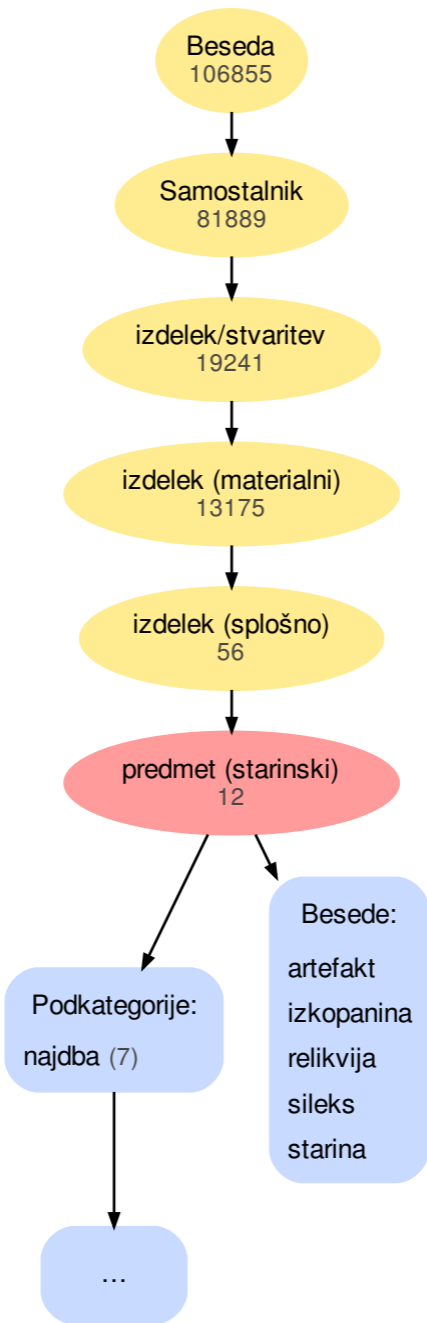 Beseda
106855
Samostalnik
81889
izdelek/stvaritev
19241
izdelek (materialni)
13175
izdelek (splošno)
56
predmet (starinski)
12
Podkategorije:
najdba (7)
...
Besede:
artefakt
izkopanina
relikvija
sileks
starina